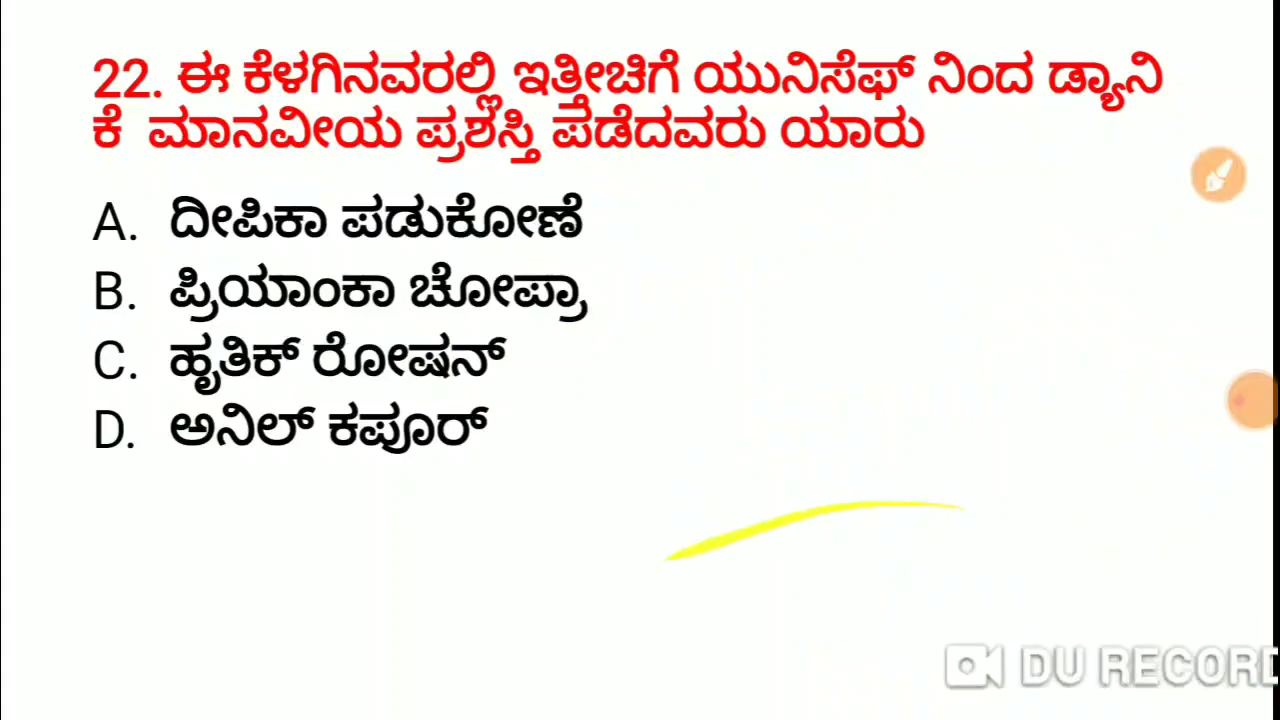 22. ಈ ಕೆಳಗಿನವರಲ್ಲಿ ಇತ್ತೀಚಿಗೆ ಯುನಿಸೆಫ್ ನಿಂದ ಡ್ಯಾನಿ
ಕೆ ಮಾನವೀಯ ಪ್ರಶಸ್ತಿ ಪಡೆದವರು ಯಾರು
A. ದೀಪಿಕಾ ಪಡುಕೋಣೆ
B. ಪ್ರಿಯಾಂಕಾ ಚೋಪ್ರಾ
C. ಹೃತಿಕ್ ರೋಷನ್
D. ಅನಿಲ್ ಕಪೂರ್
DU RECORD